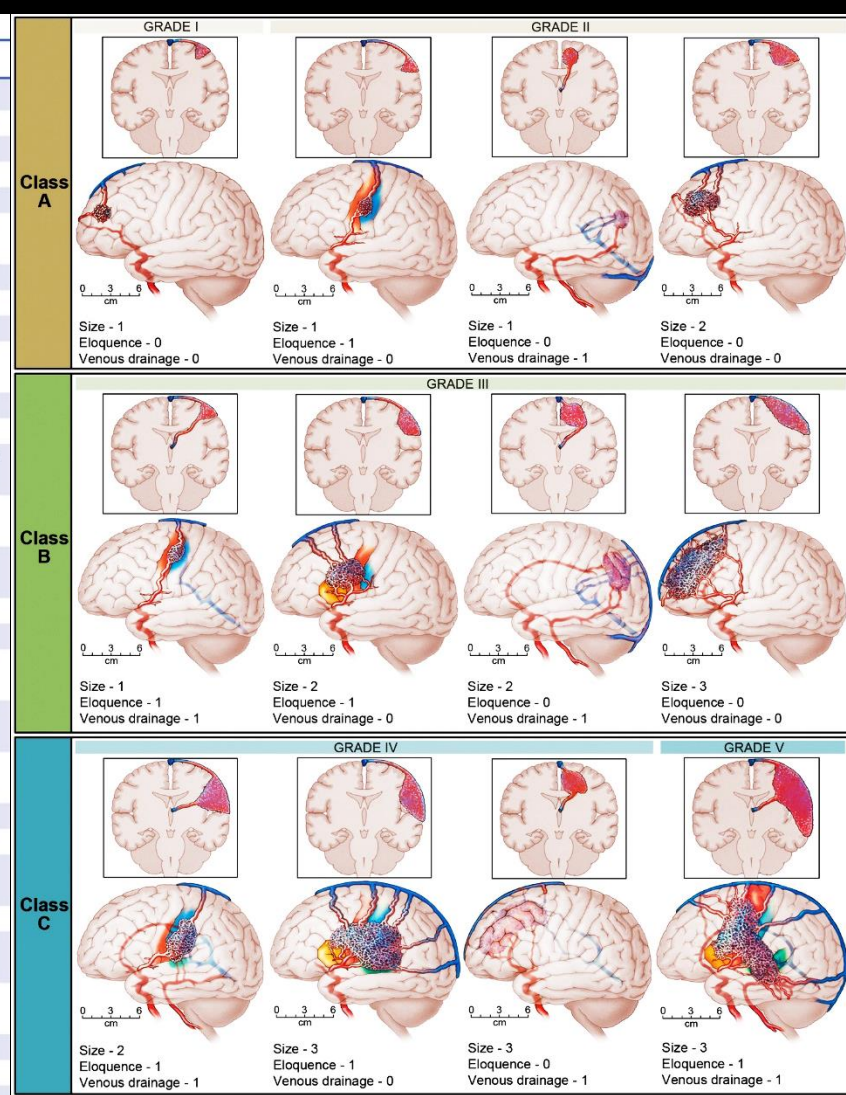 GRADE I
GRADE II
Class
A
0 3 6
cm
0 3 6
cm
0 3 6
cm
0 3 6
cm
Size - 1
Eloquence - 0
Venous drainage - 0
Size - 1
Eloquence - 1
Venous drainage - 0
Size - 1
Eloquence - 0
Venous drainage - 1
Size - 2
Eloquence - 0
Venous drainage - 0
GRADE III
Class
B
0 3 6
cm
0 3 6
cm
0 3 6
cm
0 3 6
cm
Size - 1
Eloquence - 1
Venous drainage - 1
Size - 2
Eloquence - 1
Venous drainage - 0
Size - 2
Eloquence - 0
Venous drainage - 1
Size - 3
Eloquence - 0
Venous drainage - 0
GRADE IV
GRADE V
Class
C
0 3 6
cm
0 3 6
cm
0 3 6
cm
0 3 6
cm
Size - 2
Eloquence - 1
Venous drainage - 1
Size - 3
Eloquence - 1
Venous drainage - 0
Size - 3
Eloquence - 0
Venous drainage - 1
Size - 3
Eloquence - 1
Venous drainage - 1